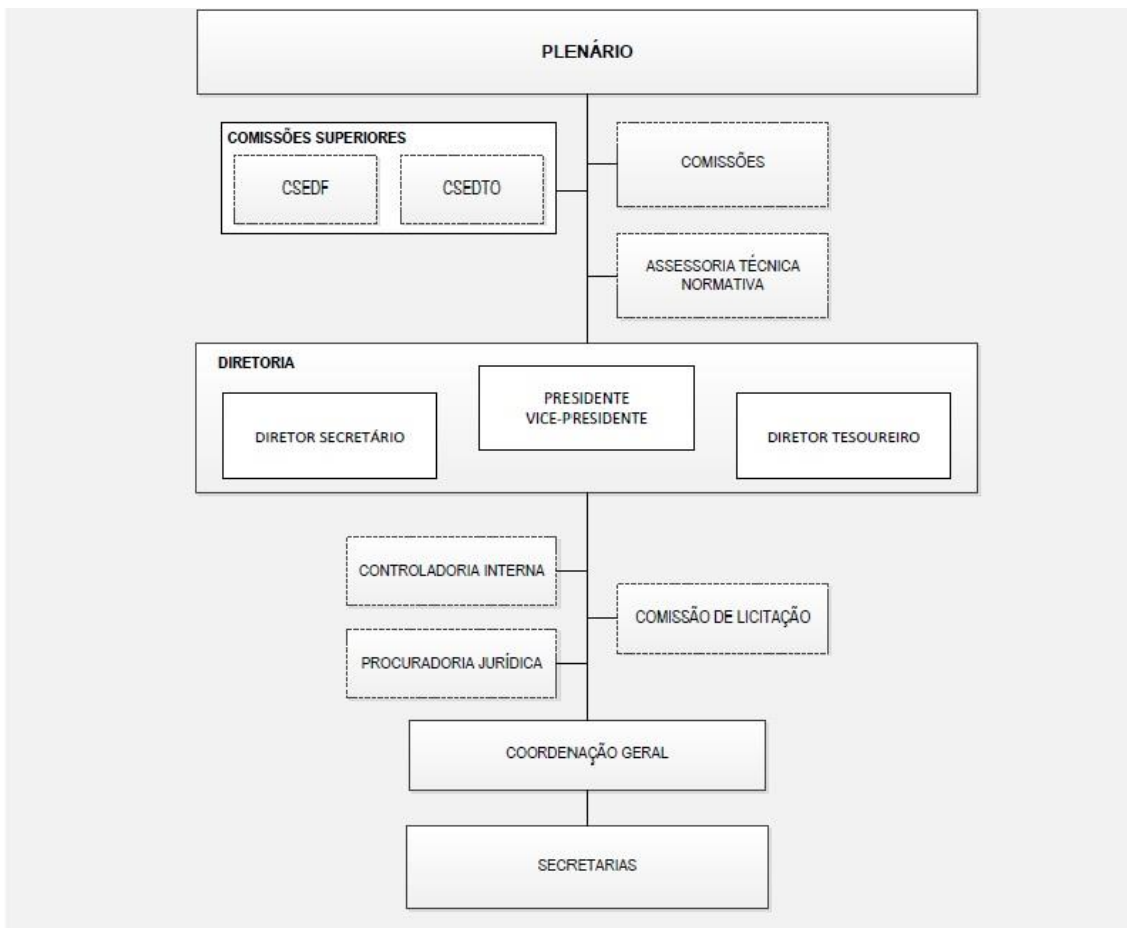 PLENÁRIO
COMISSÕES SUPERIORES
CSEDF
CSEDTO
COMISSÕES
ASSESSORIA TÉCNICA
NORMATIVA
DIRETORIA
DIRETOR SECRETÁRIO
PRESIDENTE
VICE-PRESIDENTE
DIRETOR TESOUREIRO
CONTROLADORIA INTERNA
COMISSÃO DE LICITAÇÃO
PROCURADORIA JURÍDICA
COORDENAÇÃO GERAL
SECRETARIAS